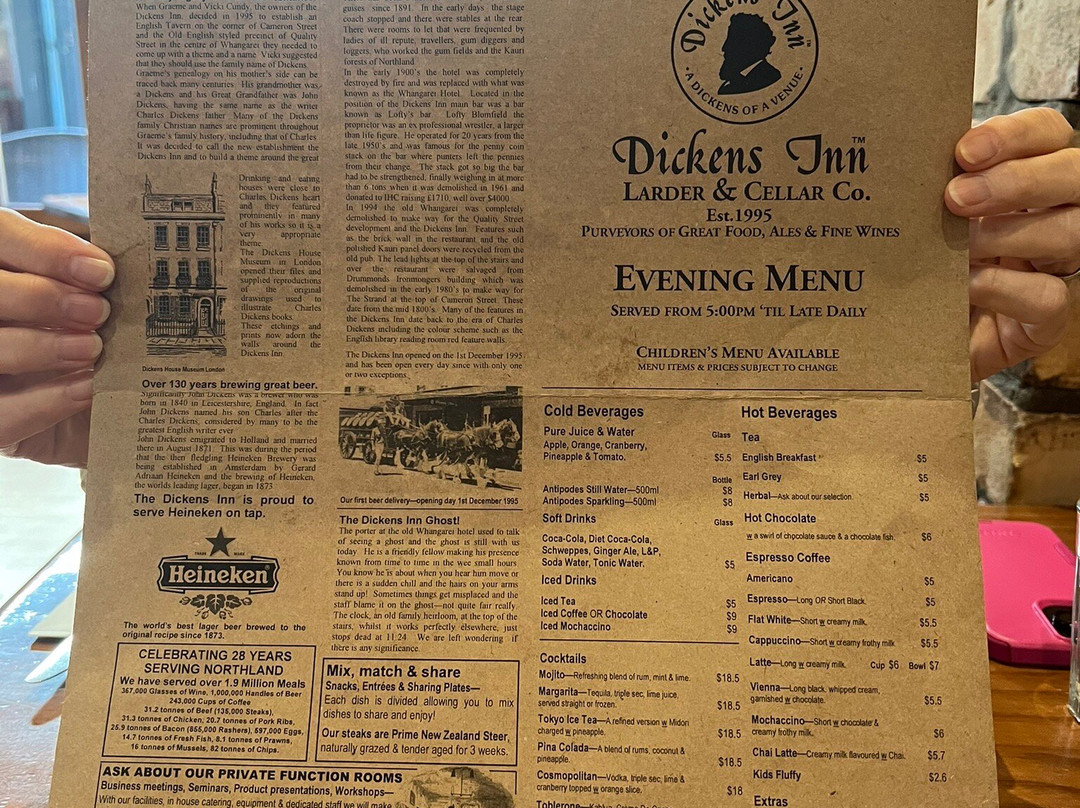 When Graeme and Vicki Cundy, the owners of the
Dickens Inn, decided in 1995 to establish an
English Tavern on the corner of Cameron Street
and the Old English styled precinct of Quality
Street in the centre of Whangarei they needed to
come up with a theme and a name. Vicki suggested
that they should use the family name of Dickens.
Graeme's genealogy on his mother's side can be
traced back many centuries. His grandmother was
a Dickens and his Great Grandfather was John
Dickens, having the same name as the writer
Charles Dickens father. Many of the Dickens
family Christian names are prominent throughout
Graeme's family history, including that of Charles.
It was decided to call the new establishment the
Dickens Inn and to build a theme around the great
Drinking and eating
houses were close to
Charles Dickens heart
and they featured
prominently in many
of his works so it is a
very appropriate
theme
The Dickens House
Museum in London
opened their files and
supplied reproductions
of the original
drawings used to
illustrate Charles
Dickens books.
These etchings and
prints now adorn the
walls around the
Dickens Inn
Dickens House Museum London
Over 130 years brewing great beer.
Significantly John Dickens was a brewer who was
born in 1840 in Leicestershire, England. In fact
John Dickens named his son Charles after the
Charles Dickens, considered by many to be the
greatest English writer ever
John Dickens emigrated to Holland and married
there in August 1871. This was during the period
that the then fledgling Heineken Brewery was
being established in Amsterdam by Gerard
Adriaan Heineken and the brewing of Heineken,
the worlds leading lager, began in 1873
The Dickens Inn is proud to
serve Heineken on tap.
TRADE MARK
Heineken
The world's best lager beer brewed to the
original recipe since 1873.
CELEBRATING 28 YEARS
SERVING NORTHLAND
We have served over 1.9 Million Meals
367,000 Glasses of Wine, 1,000,000 Handles of Beer
243,000 Cups of Coffee
31.2 tonnes of Beef (135,000 Steaks),
31.3 tonnes of Chicken, 20.7 tonnes of Pork Ribs,
25.9 tonnes of Bacon (855,000 Rashers), 597,000 Eggs,
14.7 tonnes of Fresh Fish, 8.1 tonnes of Prawns,
16 tonnes of Mussels, 82 tonnes of Chips.
guises since 1891. In the early days the stage
coach stopped and there were stables at the rear
There were rooms to let that were frequented by
ladies of ill repute, travellers, gum diggers and
loggers, who worked the gum fields and the Kauri
forests of Northland
In the early 1900's the hotel was completely
destroyed by fire and was replaced with what was
known as the Whangarei Hotel. Located in the
position of the Dickens Inn main bar was a bar
known as Lofty's bar. Lofty Blomfield the
proprietor was an ex professional wrestler, a larger
than life figure. He operated for 20 years from the
late 1950's and was famous for the penny coin
stack on the bar where punters left the pennies
from their change. The stack got so big the bar
had to be strengthened, finally weighing in at more
than 6 tons when it was demolished in 1961 and
donated to IHC raising £1710, well over $4000
In 1994 the old Whangarei was completely
demolished to make way for the Quality Street
development and the Dickens Inn. Features such
as the brick wall in the restaurant and the old
polished Kauri panel doors were recycled from the
old pub. The lead lights at the top of the stairs and
over the restaurant were salvaged from
Drummonds Ironmongers building which was
demolished in the early 1980's to make way for
The Strand at the top of Cameron Street. These
date from the mid 1800's. Many of the features in
the Dickens Inn date back to the era of Charles
Dickens including the colour scheme such as the
English library reading room red feature walls.
The Dickens Inn opened on the 1st December 1995
and has been open every day since with only one
or two exceptions.
Our first beer delivery—opening day 1st December 1995
The Dickens Inn Ghost!
The porter at the old Whangarei hotel used to talk
of seeing a ghost and the ghost is still with us
today. He is a friendly fellow making his presence
known from time to time in the wee small hours
You know he is about when you hear him move or
there is a sudden chill and the hairs on your arms
stand up! Sometimes things get misplaced and the
staff blame it on the ghost—not quite fair really
The clock, an old family heirloom, at the top of the
stairs, whilst it works perfectly elsewhere, just
stops dead at 11:24. We are left wondering if
there is any significance
Mix, match & share
Snacks, Entrées & Sharing Plates—
Each dish is divided allowing you to mix
dishes to share and enjoy!
Our steaks are Prime New Zealand Steer,
naturally grazed & tender aged for 3 weeks.
ASK ABOUT OUR PRIVATE FUNCTION ROOMS
Business meetings, Seminars, Product presentations, Workshops—
With our facilities, in house catering, equipment & dedicated staff we will make
Dickens Inn
· A DICKENS OF A VENUE ·
Dickens Inn™
LARDER & CELLAR CO.
Est.1995
PURVEYORS OF GREAT FOOD, ALES & FINE WINES
EVENING MENU
SERVED FROM 5:00PM 'TIL LATE DAILY
CHILDREN'S MENU AVAILABLE
MENU ITEMS & PRICES SUBJECT TO CHANGE
Cold Beverages
Pure Juice & Water Glass
Apple, Orange, Cranberry,
Pineapple & Tomato. $5.5
Bottle
Antipodes Still Water—500ml $8
Antipodes Sparkling—500ml $8
Soft Drinks Glass
Coca-Cola, Diet Coca-Cola,
Schweppes, Ginger Ale, L&P,
Soda Water, Tonic Water. $5
Iced Drinks
Iced Tea $5
Iced Coffee OR Chocolate $9
Iced Mochaccino $9
Cocktails
Mojito—Refreshing blend of rum, mint & lime. $18.5
Margarita—Tequila, triple sec, lime juice,
served straight or frozen. $18.5
Tokyo Ice Tea—A refined version w Midori
charged w pineapple. $18.5
Pina Colada—A blend of rums, coconut &
pineapple. $18.5
Cosmopolitan—Vodka, triple sec, lime &
cranberry topped w orange slice. $18
Toblerone—Kahlua,
Hot Beverages
Tea
English Breakfast $5
Earl Grey $5
Herbal—Ask about our selection. $5
Hot Chocolate
w a swirl of chocolate sauce & a chocolate fish. $6
Espresso Coffee
Americano $5
Espresso—Long OR Short Black. $5
Flat White—Short w creamy milk. $5.5
Cappuccino—Short w creamy frothy milk $5.5
Latte—Long w creamy milk. Cup $6 Bowl $7
Vienna—Long black, whipped cream,
garnished w chocolate. $5.5
Mochaccino—Short w chocolate &
creamy frothy milk. $6
Chai Latte—Creamy milk flavoured w Chai. $5.7
Kids Fluffy $2.6
Extras